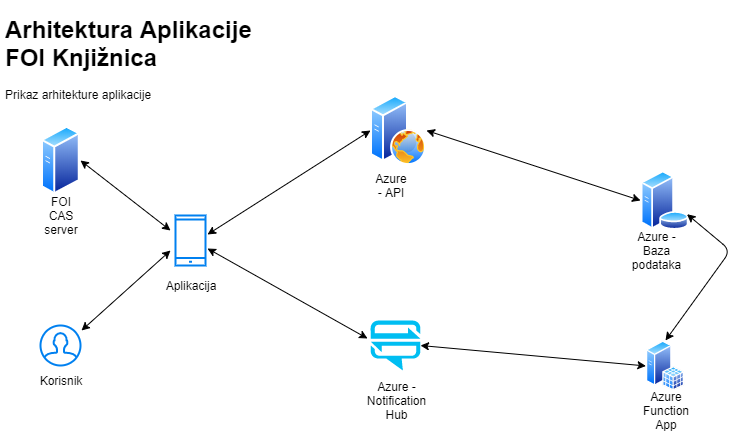 Arhitektura Aplikacije
FOI Knjižnica
Prikaz arhitekture aplikacije
FOI
CAS
server
Azure
- API
Aplikacija
Azure -
Baza
podataka
Korisnik
Azure -
Notification
Hub
Azure
Function
App